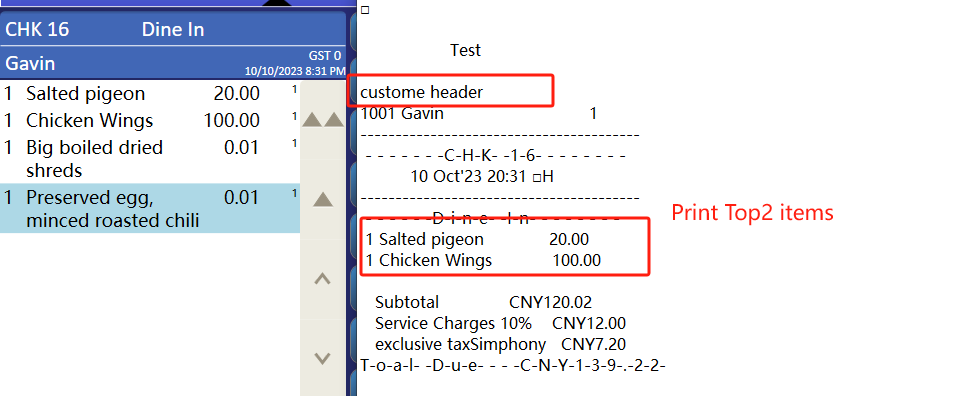 CHK 16 Dine In
Gavin GST 0
10/10/2023 8:31 PM
1 Salted pigeon 20.00 1
1 Chicken Wings 100.00 1
1 Big boiled dried 0.01 1
shreds
1 Preserved egg, 0.01 1
minced roasted chili
□
Test
custome header
1001 Gavin 1
----------------------------------------
- - - - - - -C-H-K- -1-6- - - - - - - -
10 Oct'23 20:31 □H
----------------------------------------
- - - - - -D-i-n-e- -I-n- - - - - - - -
1 Salted pigeon 20.00
1 Chicken Wings 100.00
Print Top2 items
Subtotal CNY120.02
Service Charges 10% CNY12.00
exclusive taxSimphony CNY7.20
T-o-a-l- -D-u-e- - - -C-N-Y-1-3-9-.-2-2-